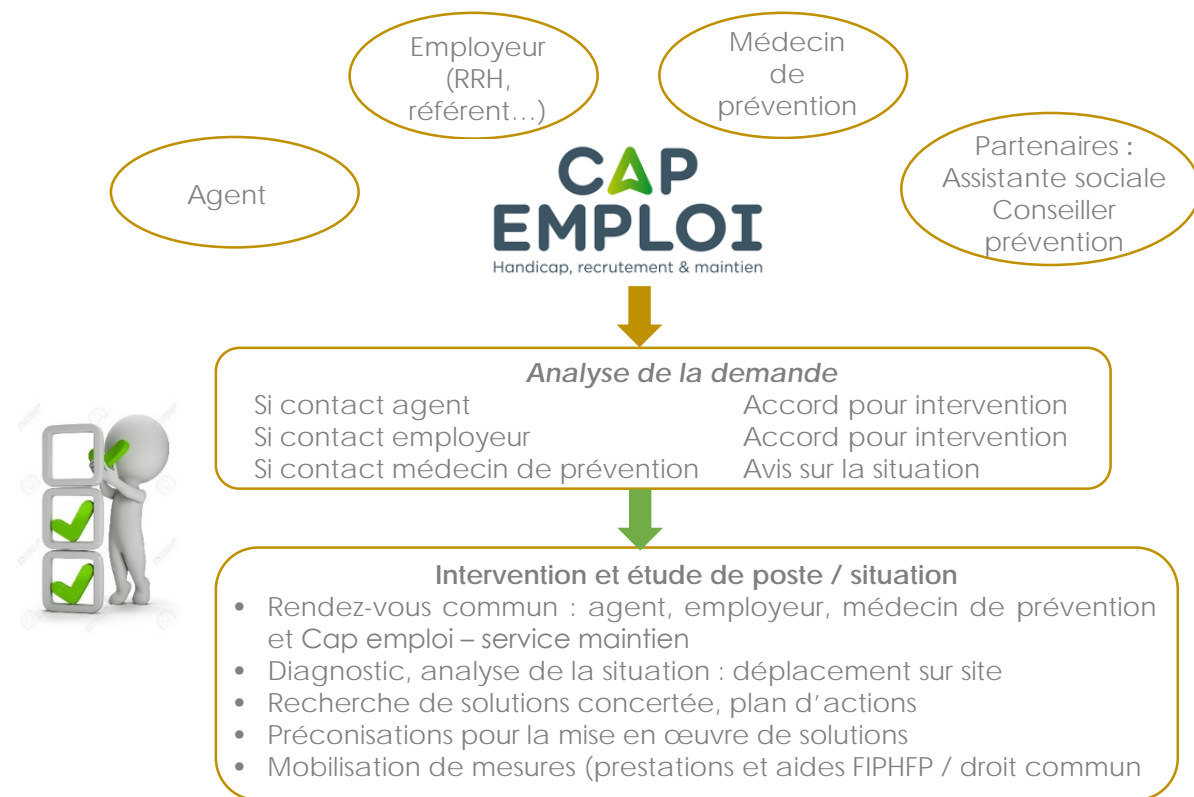 Employeur
(RRH,
référent…)
Médecin
de
prévention
Agent
Partenaires :
Assistante sociale
Conseiller
prévention
CAP
EMPLOI
Handicap, recrutement & maintien
Analyse de la demande
Si contact agent Accord pour intervention
Si contact employeur Accord pour intervention
Si contact médecin de prévention Avis sur la situation
Intervention et étude de poste / situation
• Rendez-vous commun : agent, employeur, médecin de prévention
et Cap emploi – service maintien
• Diagnostic, analyse de la situation : déplacement sur site
• Recherche de solutions concertée, plan d'actions
• Préconisations pour la mise en œuvre de solutions
• Mobilisation de mesures (prestations et aides FIPHFP / droit commun